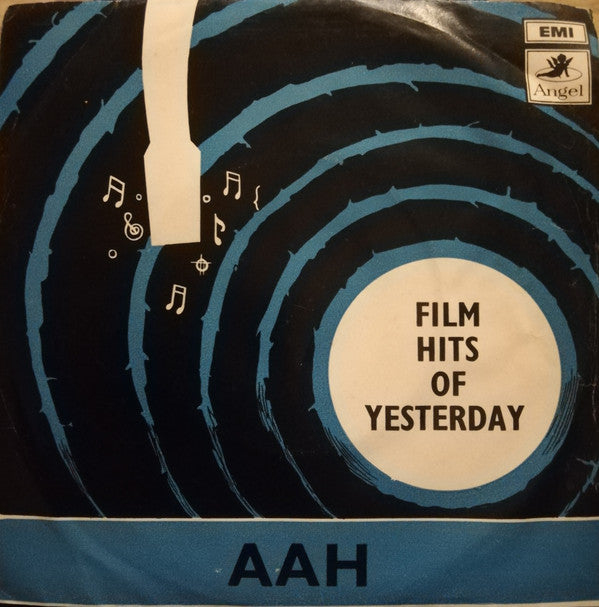 EMI
Angel
FILM
HITS
OF
YESTERDAY
AAH